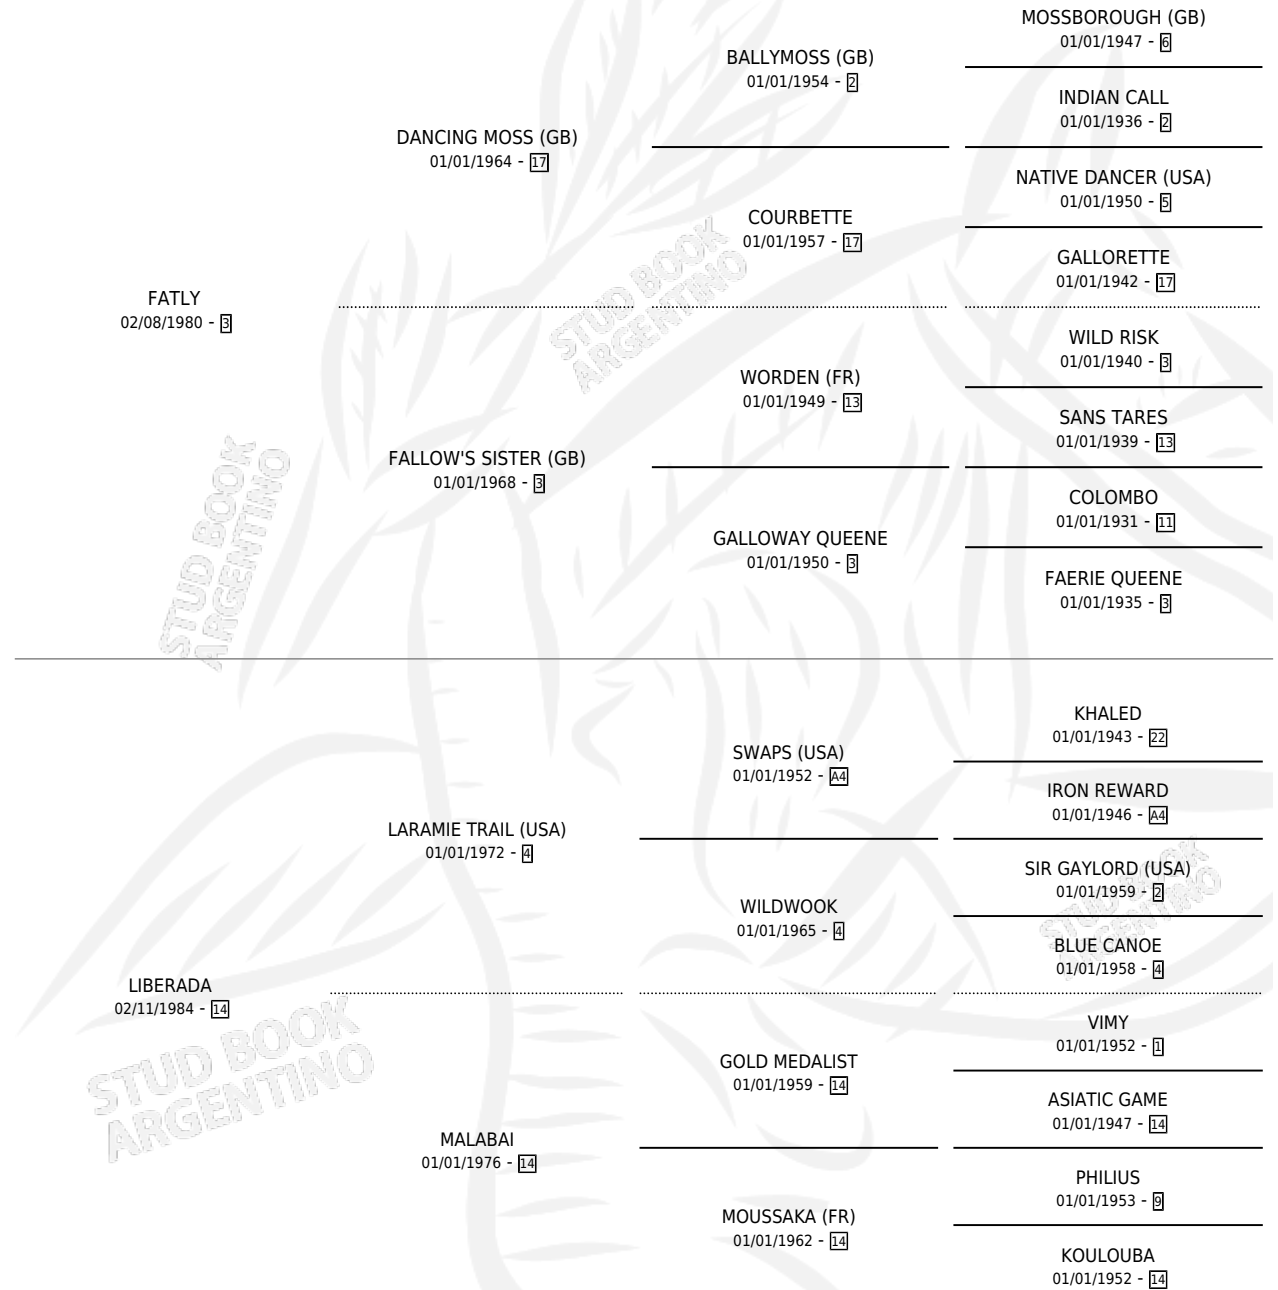 MOSSBOROUGH (GB)
01/01/1947 - 6
BALLYMOSS (GB)
01/01/1954 - 2
INDIAN CALL
01/01/1936 - 2
DANCING MOSS (GB)
01/01/1964 - 17
NATIVE DANCER (USA)
01/01/1950 - 5
COURBETTE
01/01/1957 - 17
GALLORETTE
01/01/1942 - 17
FATLY
02/08/1980 - 3
STUD BOOK
ARGENTINO
WILD RISK
01/01/1940 - 3
WORDEN (FR)
01/01/1949 - 13
SANS TARES
01/01/1939 - 13
FALLOW'S SISTER (GB)
01/01/1968 - 3
COLOMBO
01/01/1931 - 11
GALLOWAY QUEENE
01/01/1950 - 3
FAERIE QUEENE
01/01/1935 - 3
STUD BOOK
ARGENTINO
KHALED
01/01/1943 - 22
SWAPS (USA)
01/01/1952 - A4
IRON REWARD
01/01/1946 - A4
LARAMIE TRAIL (USA)
01/01/1972 - 4
SIR GAYLORD (USA)
01/01/1959 - 2
WILDWOOK
01/01/1965 - 4
STUD BOOK
ARGENTINO
BLUE CANOE
01/01/1958 - 4
LIBERADA
02/11/1984 - 14
VIMY
01/01/1952 - 1
GOLD MEDALIST
01/01/1959 - 14
STUD BOOK
ARGENTINO
ASIATIC GAME
01/01/1947 - 14
MALABAI
01/01/1976 - 14
PHILIUS
01/01/1953 - 9
MOUSSAKA (FR)
01/01/1962 - 14
KOULOUBA
01/01/1952 - 14